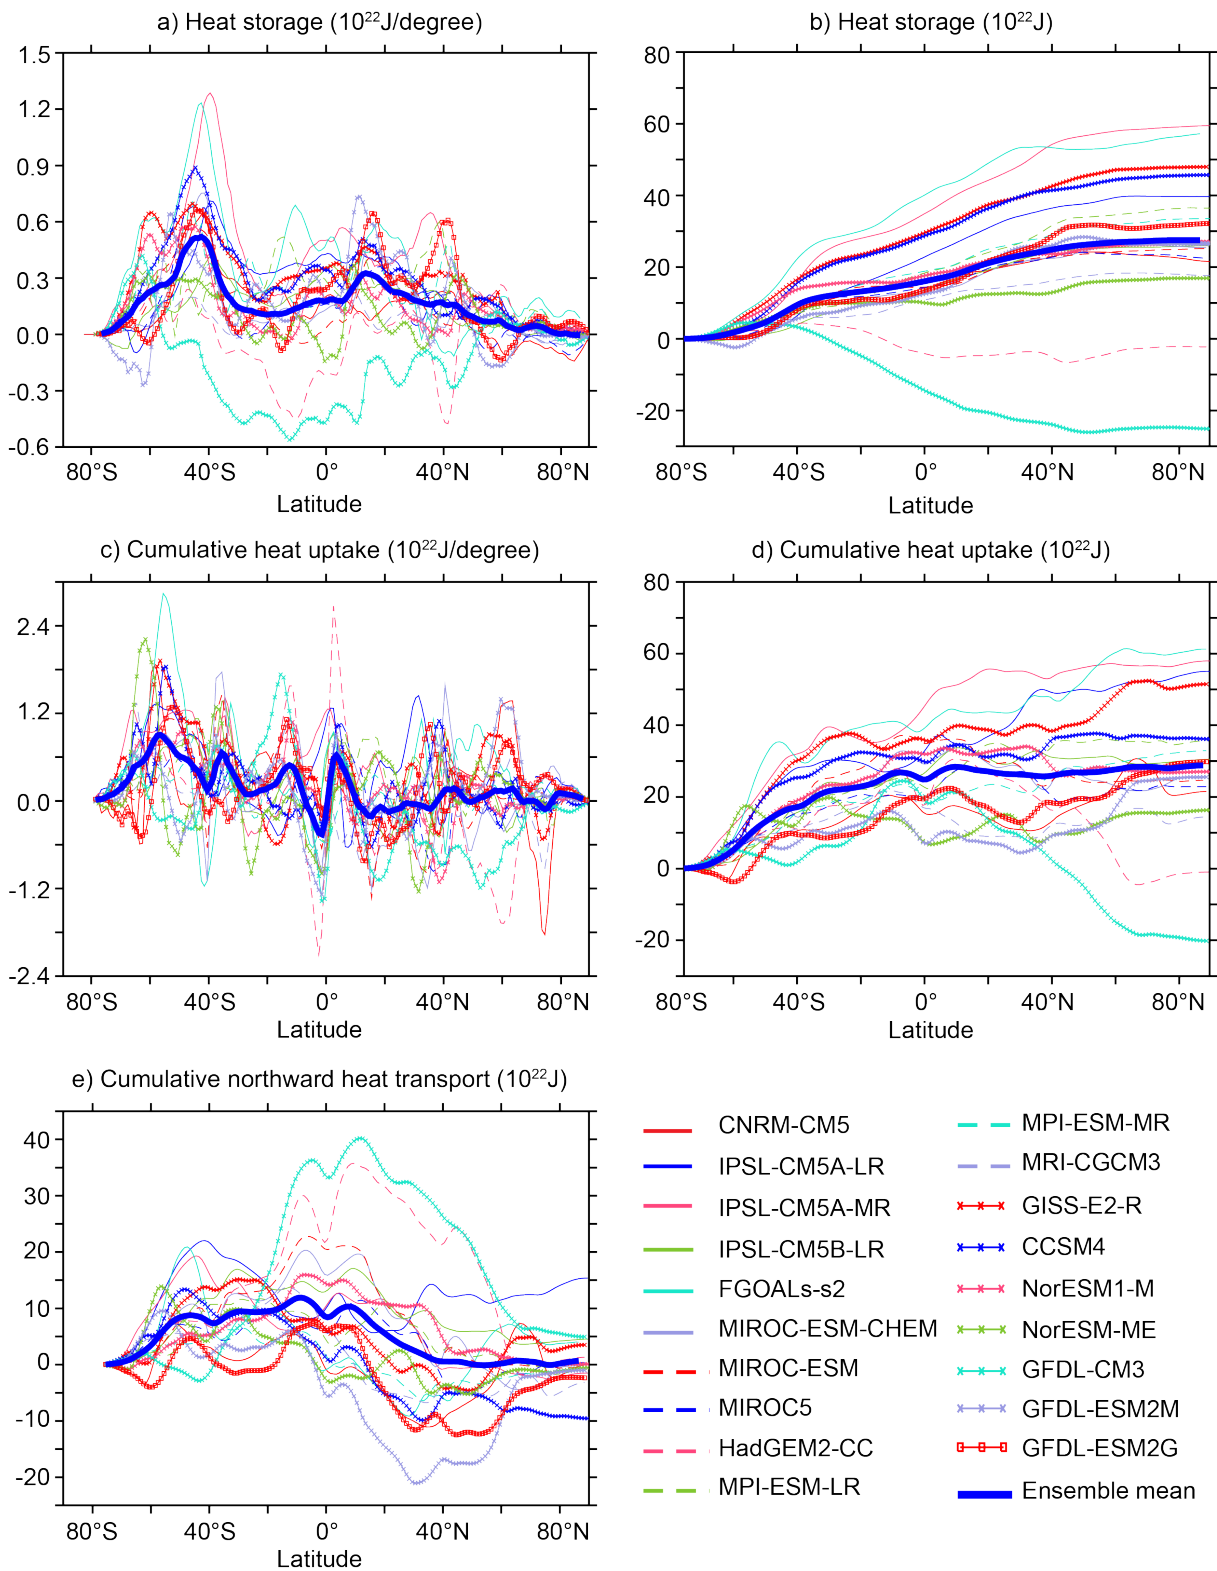 a) Heat storage (10²²J/degree)
1.5
1.2
0.9
0.6
0.3
0.0
-0.3
-0.6
80°S 40°S 0° 40°N 80°N
Latitude
b) Heat storage (10²²J)
80
60
40
20
0
-20
80°S 40°S 0° 40°N 80°N
Latitude
c) Cumulative heat uptake (10²²J/degree)
2.4
1.2
0.0
-1.2
-2.4
80°S 40°S 0° 40°N 80°N
Latitude
d) Cumulative heat uptake (10²²J)
80
60
40
20
0
-20
80°S 40°S 0° 40°N 80°N
Latitude
e) Cumulative northward heat transport (10²²J)
40
30
20
10
0
-10
-20
80°S 40°S 0° 40°N 80°N
Latitude
CNRM-CM5
IPSL-CM5A-LR
IPSL-CM5A-MR
IPSL-CM5B-LR
FGOALs-s2
MIROC-ESM-CHEM
MIROC-ESM
MIROC5
HadGEM2-CC
MPI-ESM-LR
MPI-ESM-MR
MRI-CGCM3
GISS-E2-R
CCSM4
NorESM1-M
NorESM-ME
GFDL-CM3
GFDL-ESM2M
GFDL-ESM2G
Ensemble mean